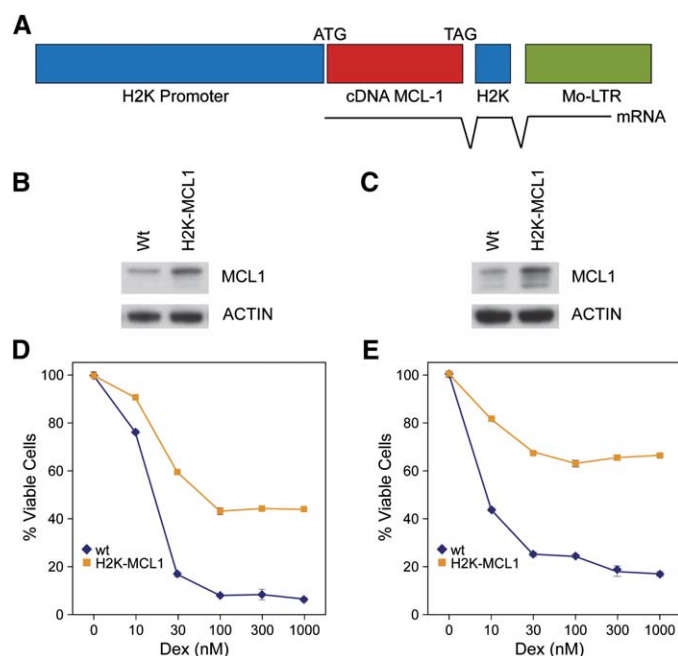 A
ATG TAG
H2K Promoter cDNA MCL-1 H2K Mo-LTR
mRNA
B
Wt
H2K-MCL1
MCL1
ACTIN
C
Wt
H2K-MCL1
MCL1
ACTIN
D
% Viable Cells
100
80
60
40
20
0
wt
H2K-MCL1
0 10 30 100 300 1000
Dex (nM)
E
% Viable Cells
100
80
60
40
20
0
wt
H2K-MCL1
0 10 30 100 300 1000
Dex (nM)